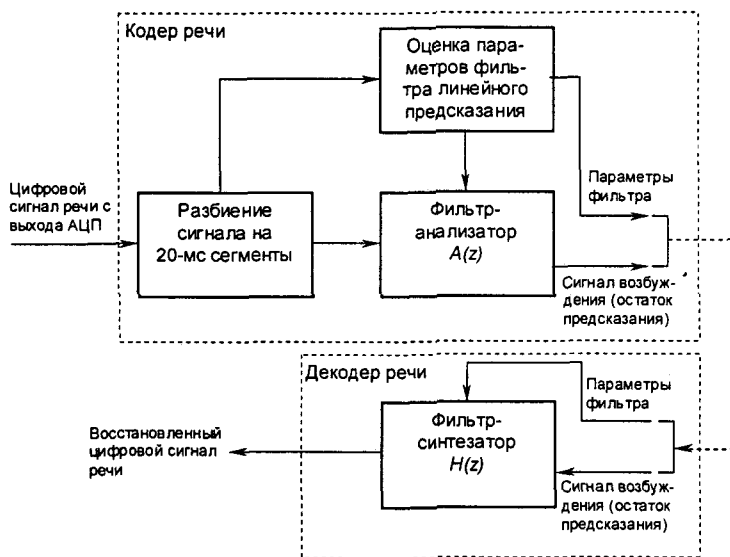 Кодер речи
Оценка пара-
метров филь-
тра линейного
предсказания
Цифровой
сигнал речи с
выхода АЦП
Разбиение
сигнала на
20-мс сегменты
Фильтр-
анализатор
A(z)
Параметры
фильтра
Сигнал возбуж-
дения (остаток
предсказания)
Декодер речи
Параметры
фильтра
Фильтр-
синтезатор
H(z)
Восстановленный
цифровой сигнал
речи
Сигнал возбуж-
дения (остаток
предсказания)